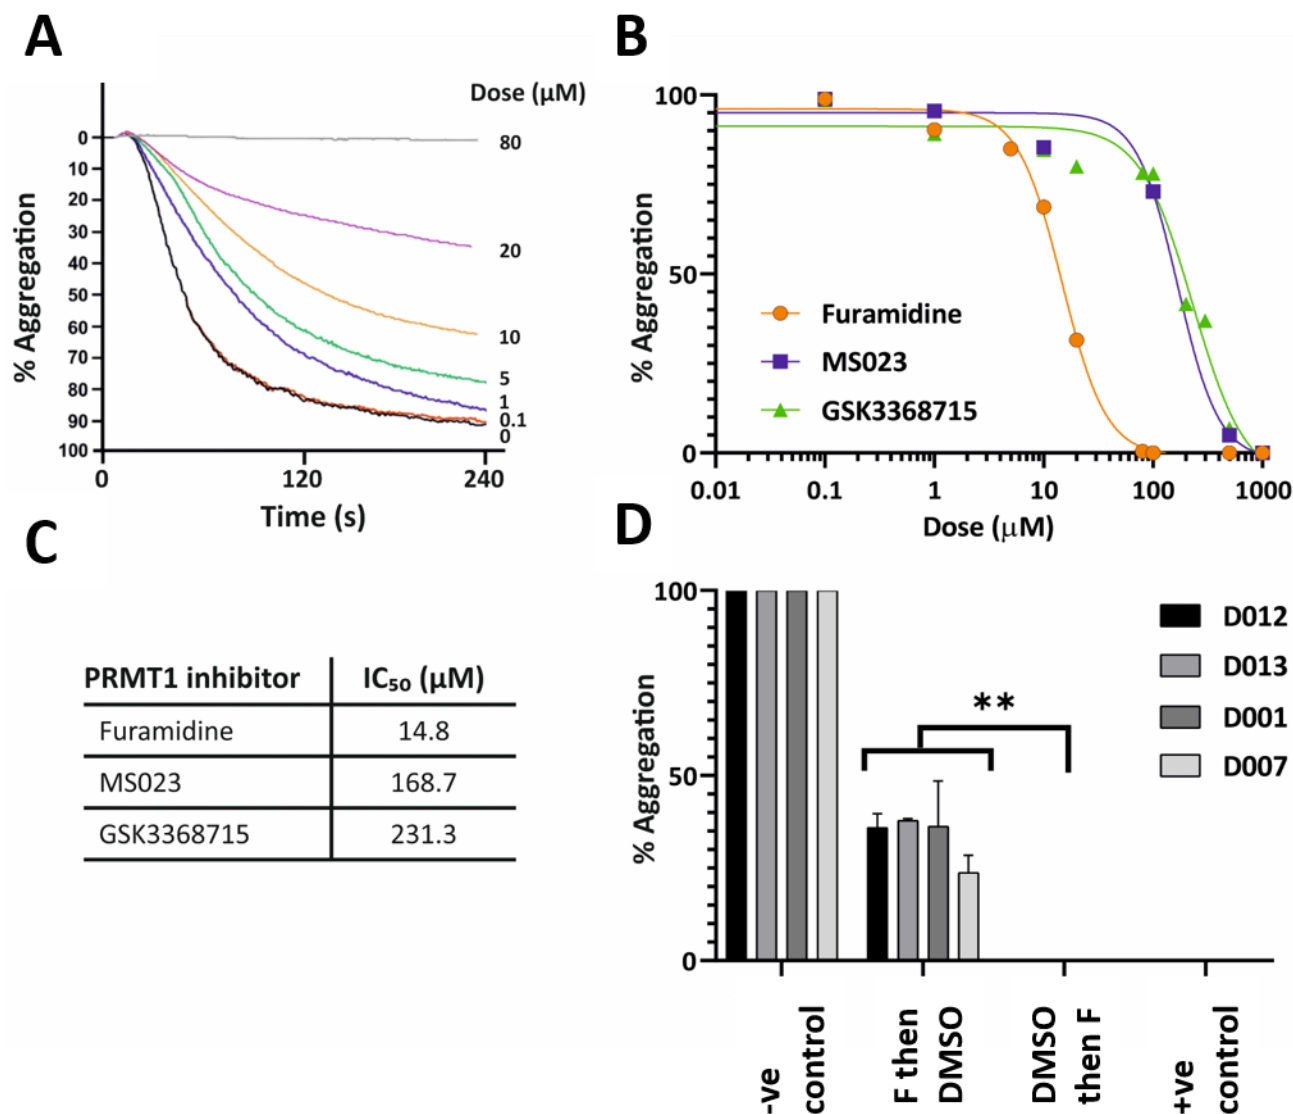 A
Dose (µM)
0
10
20
30
40
50
60
70
80
90
100
% Aggregation
80
20
10
5
1
0.1
0
0 120 240
Time (s)
B
100
50
0
% Aggregation
Furamidine
MS023
GSK3368715
0.01 0.1 1 10 100 1000
Dose (µM)
C
PRMT1 inhibitor IC₅₀ (µM)
Furamidine 14.8
MS023 168.7
GSK3368715 231.3
D
100
50
0
% Aggregation
**
D012
D013
D001
D007
-ve
control
F then
DMSO
DMSO
then F
+ve
control